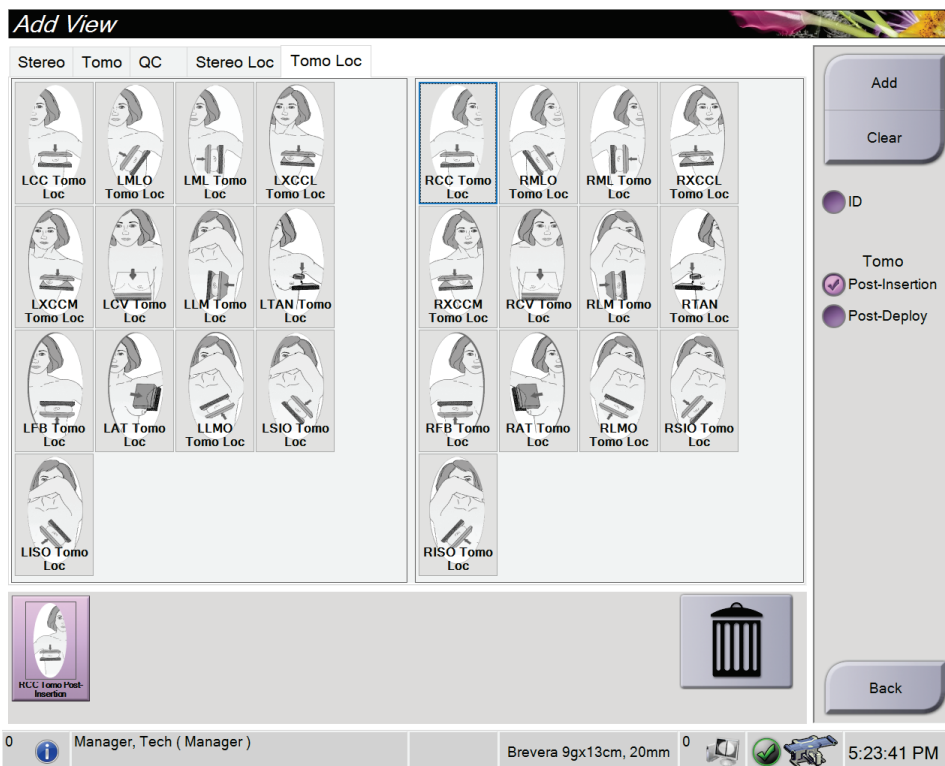 Add View
Stereo Tomo QC Stereo Loc Tomo Loc
LCC Tomo
Loc
LMLO
Tomo Loc
LML Tomo
Loc
LXCCL
Tomo Loc
LXCCM
Tomo Loc
LCV Tomo
Loc
LLM Tomo
Loc
LTAN Tomo
Loc
LFB Tomo
Loc
LAT Tomo
Loc
LLMO
Tomo Loc
LSIO Tomo
Loc
LISO Tomo
Loc
RCC Tomo
Loc
RMLO
Tomo Loc
RML Tomo
Loc
RXCCL
Tomo Loc
RXCCM
Tomo Loc
RCV Tomo
Loc
RLM Tomo
Loc
RTAN
Tomo Loc
RFB Tomo
Loc
RAT Tomo
Loc
RLMO
Tomo Loc
RSIO Tomo
Loc
RISO Tomo
Loc
Add
Clear
ID
Tomo
Post-Insertion
Post-Deploy
RCC Tomo Post-
Insertion
Back
0
Manager, Tech ( Manager )
Brevera 9gx13cm, 20mm
0
5:23:41 PM